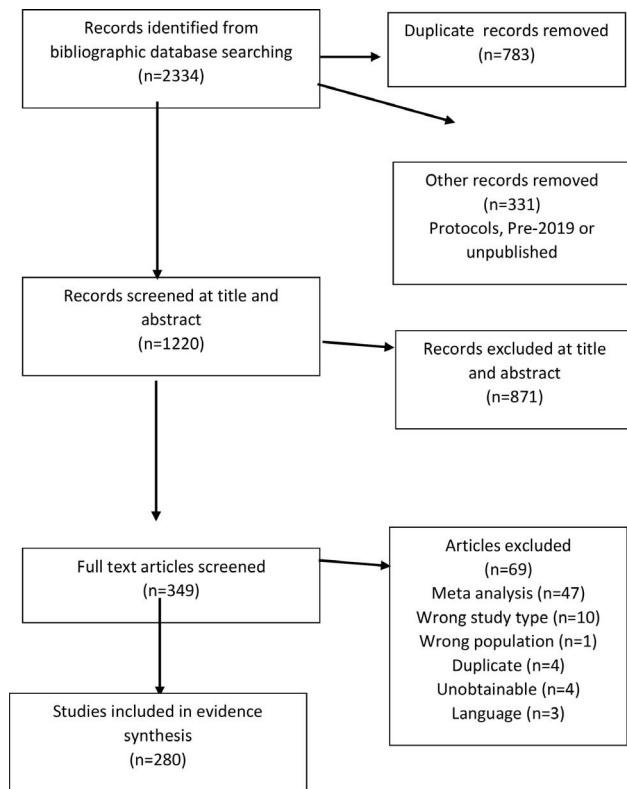 Records identified from
bibliographic database searching
(n=2334)
Duplicate records removed
(n=783)
Other records removed
(n=331)
Protocols, Pre-2019 or
unpublished
Records screened at title and
abstract
(n=1220)
Records excluded at title
and abstract
(n=871)
Full text articles screened
(n=349)
Articles excluded
(n=69)
Meta analysis (n=47)
Wrong study type (n=10)
Wrong population (n=1)
Duplicate (n=4)
Unobtainable (n=4)
Language (n=3)
Studies included in evidence
synthesis
(n=280)